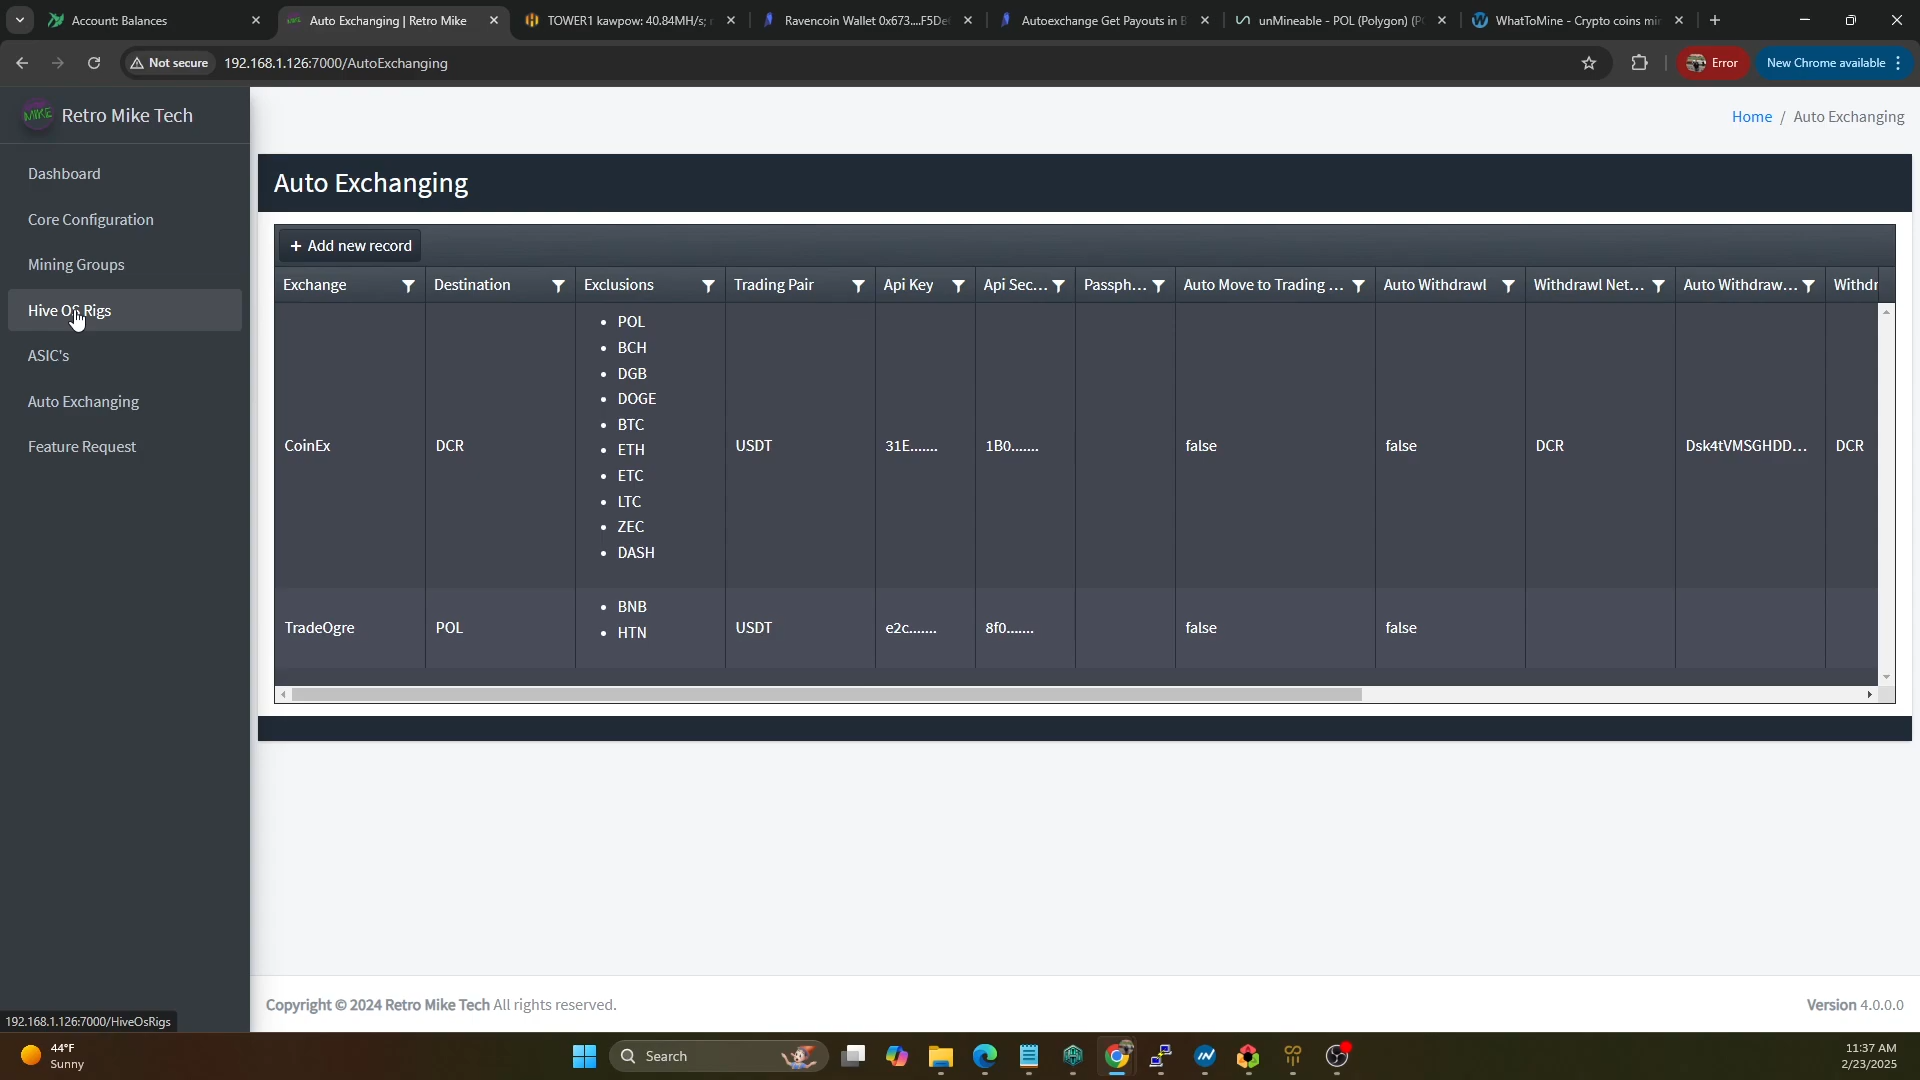 Account: Balances
Auto Exchanging | Retro Mike
TOWER1 kawpow: 40.84MH/s;
Ravencoin Wallet 0x673....F5De
Autoexchange Get Payouts in
unMineable - POL (Polygon)
WhatToMine - Crypto coins
Not secure
192.168.1.126:7000/AutoExchanging
Error
New Chrome available
MIKE
Retro Mike Tech
Home / Auto Exchanging
Dashboard
Core Configuration
Mining Groups
Hive OS Rigs
ASIC's
Auto Exchanging
Feature Request
Auto Exchanging
+ Add new record
Exchange Destination Exclusions Trading Pair Api Key Api Sec... Passph... Auto Move to Trading ... Auto Withdrawl Withdrawl Net... Auto Withdraw... Withdr
CoinEx DCR
• POL
• BCH
• DGB
• DOGE
• BTC
• ETH
• ETC
• LTC
• ZEC
• DASH
USDT 31E....... 1B0....... false false DCR Dsk4tVMSGHDD... DCR
TradeOgre POL
• BNB
• HTN
USDT e2c....... 8f0....... false false
Copyright © 2024 Retro Mike Tech All rights reserved.
Version 4.0.0.0
192.168.1.126:7000/HiveOsRigs
44°F
Sunny
Search
11:37 AM
2/23/2025